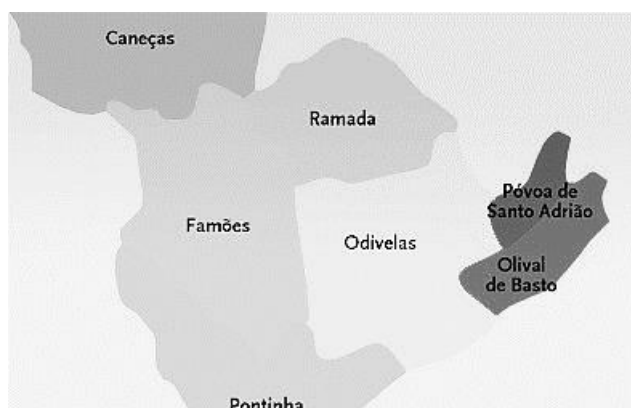 Caneças
Ramada
Póvoa de
Santo Adrião
Famões
Odivelas
Olival
de Basto
Pontinha